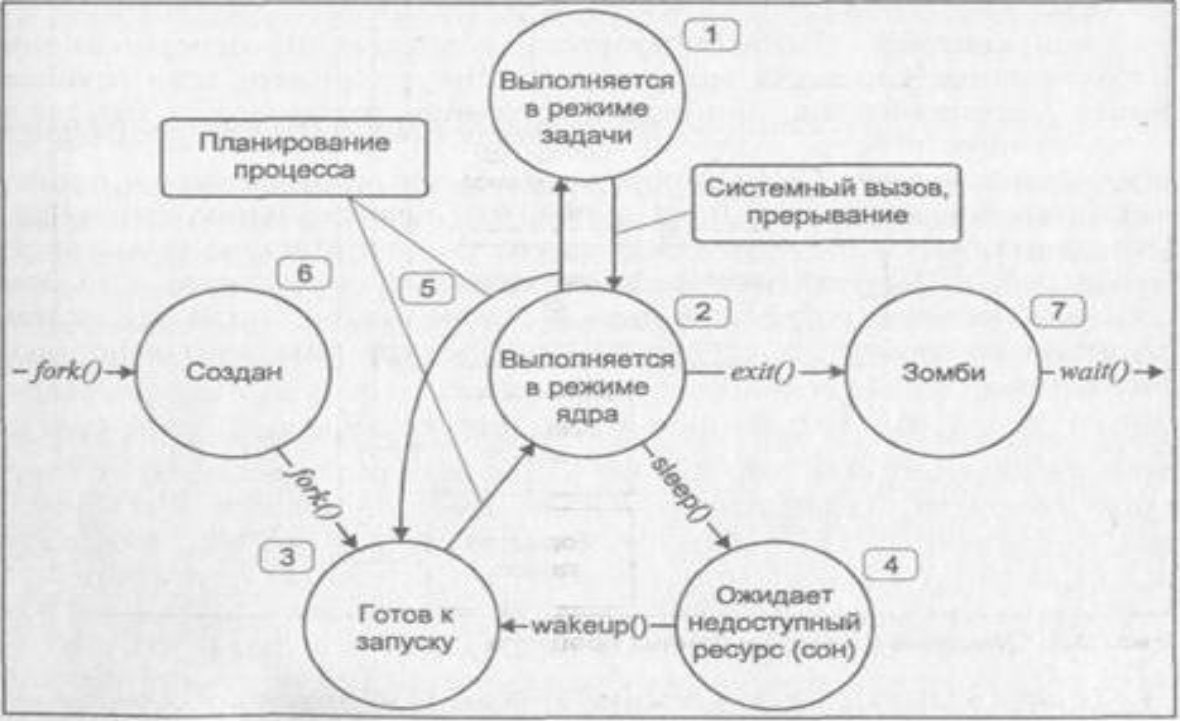 1
Выполняется
в режиме
задачи
Планирование
процесса
Системный вызов,
прерывание
6
5
2
7
fork()
Создан
Выполняется
в режиме
ядра
exit()
Зомби
wait()
fork()
sleep()
3
4
Готов к
запуску
wakeup()
Ожидает
недоступный
ресурс (сон)